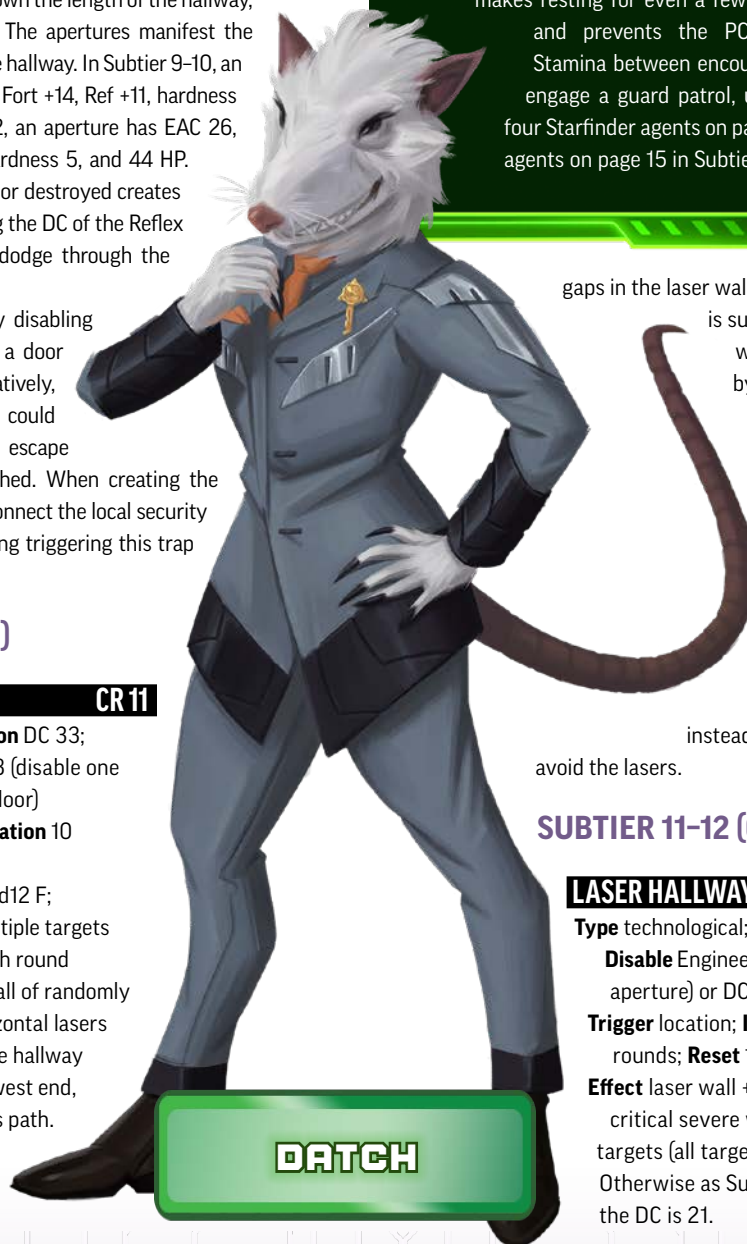 own the length of the hallway,
The apertures manifest the
e hallway. In Subtier 9–10, an
Fort +14, Ref +11, hardness
2, an aperture has EAC 26,
rdness 5, and 44 HP.
or destroyed creates
g the DC of the Reflex
dodge through the
y disabling
a door
atively,
could
escape
hed. When creating the
onnect the local security
ng triggering this trap
)
CR 11
on DC 33;
3 (disable one
loor)
ation 10
d12 F;
tiple targets
h round
all of randomly
zontal lasers
e hallway
west end,
s path.
DATCH
makes resting for even a few
and prevents the PC
Stamina between encou
engage a guard patrol, u
four Starfinder agents on pa
agents on page 15 in Subtie
gaps in the laser wal
is su
w
by
instead
avoid the lasers.
SUBTIER 11–12 (
LASER HALLWAY
Type technological;
Disable Enginee
aperture) or DC
Trigger location;
rounds; Reset
Effect laser wall +
critical severe
targets (all targe
Otherwise as Su
the DC is 21.